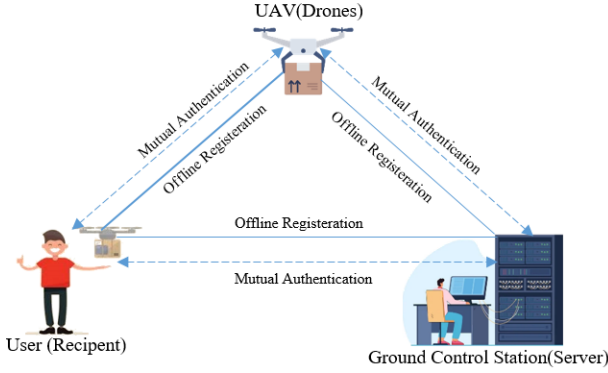 UAV(Drones)
Mutual Authentication
Offline Registeration
Mutual Authentication
Offline Registeration
Offline Registeration
Mutual Authentication
User (Recipent)
Ground Control Station(Server)